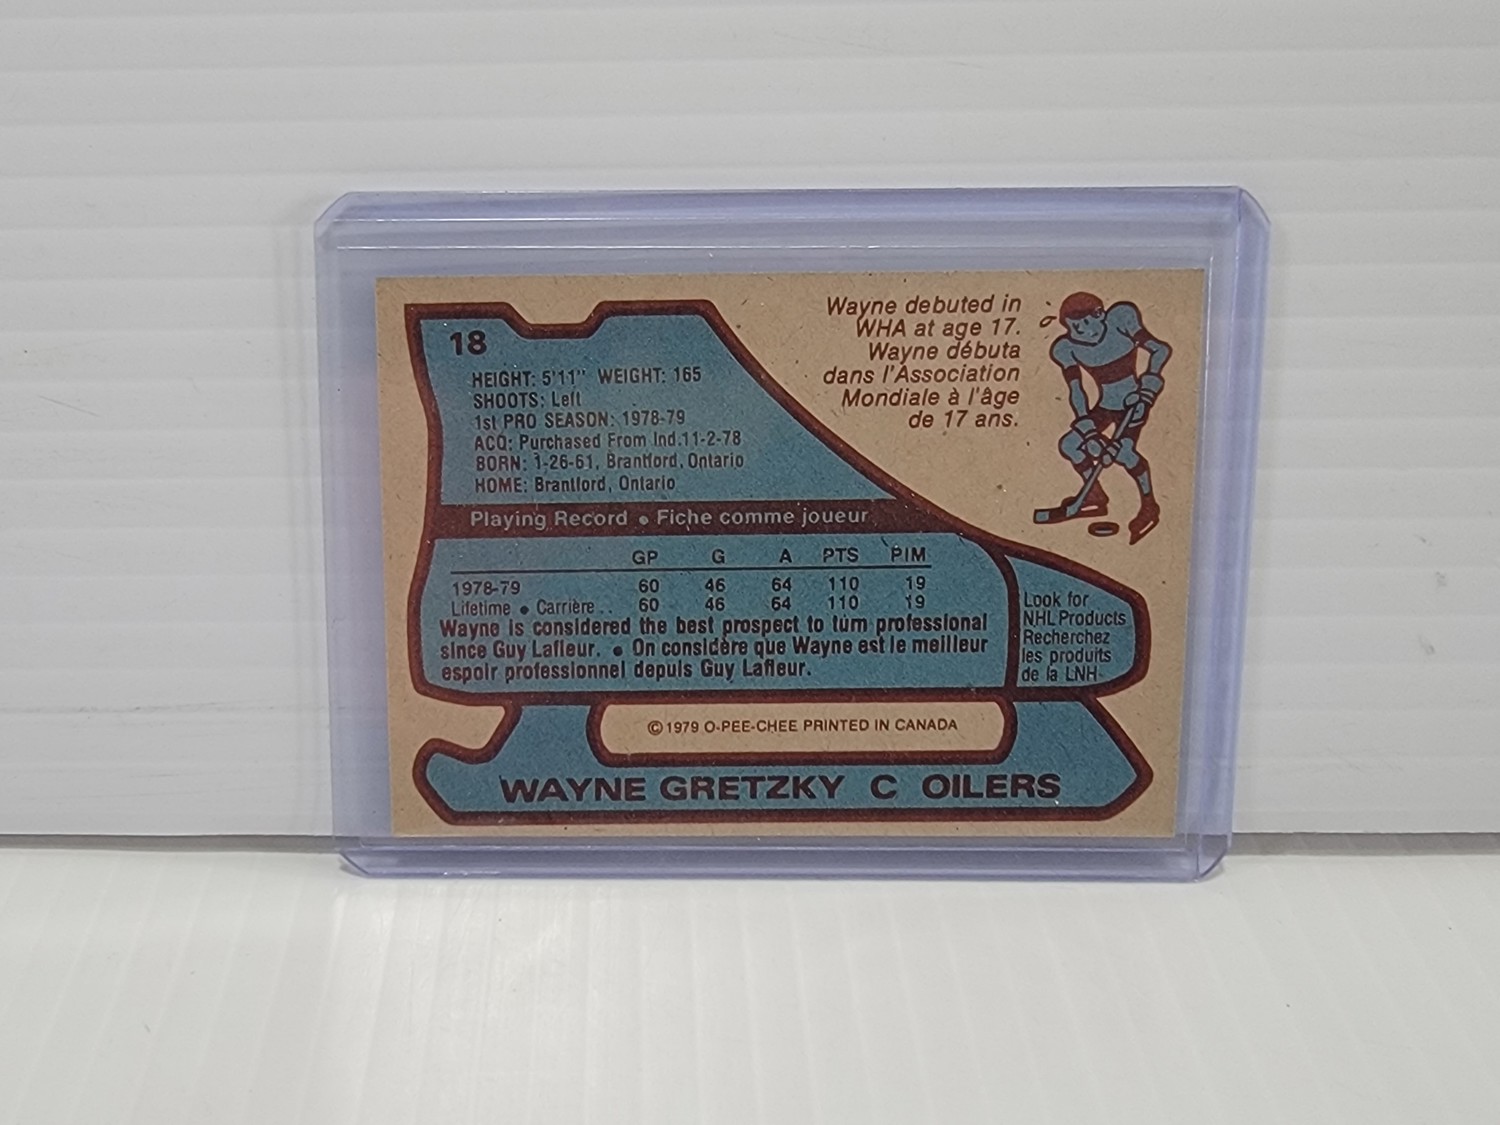 18
HEIGHT: 5'11" WEIGHT: 165
SHOOTS: Left
1st PRO SEASON: 1978-79
ACQ: Purchased From Ind.11-2-78
BORN: 1-26-61, Brantford, Ontario
HOME: Brantford, Ontario
Wayne debuted in
WHA at age 17.
Wayne débuta
dans l'Association
Mondiale à l'âge
de 17 ans.
Playing Record • Fiche comme joueur
GP G A PTS PIM
1978-79 60 46 64 110 19
Lifetime • Carrière .. 60 46 64 110 19
Wayne is considered the best prospect to turn professional
since Guy Lafleur. • On considère que Wayne est le meilleur
espoir professionnel depuis Guy Lafleur.
Look for
NHL Products
Recherchez
les produits
de la LNH
© 1979 O-PEE-CHEE PRINTED IN CANADA
WAYNE GRETZKY C OILERS